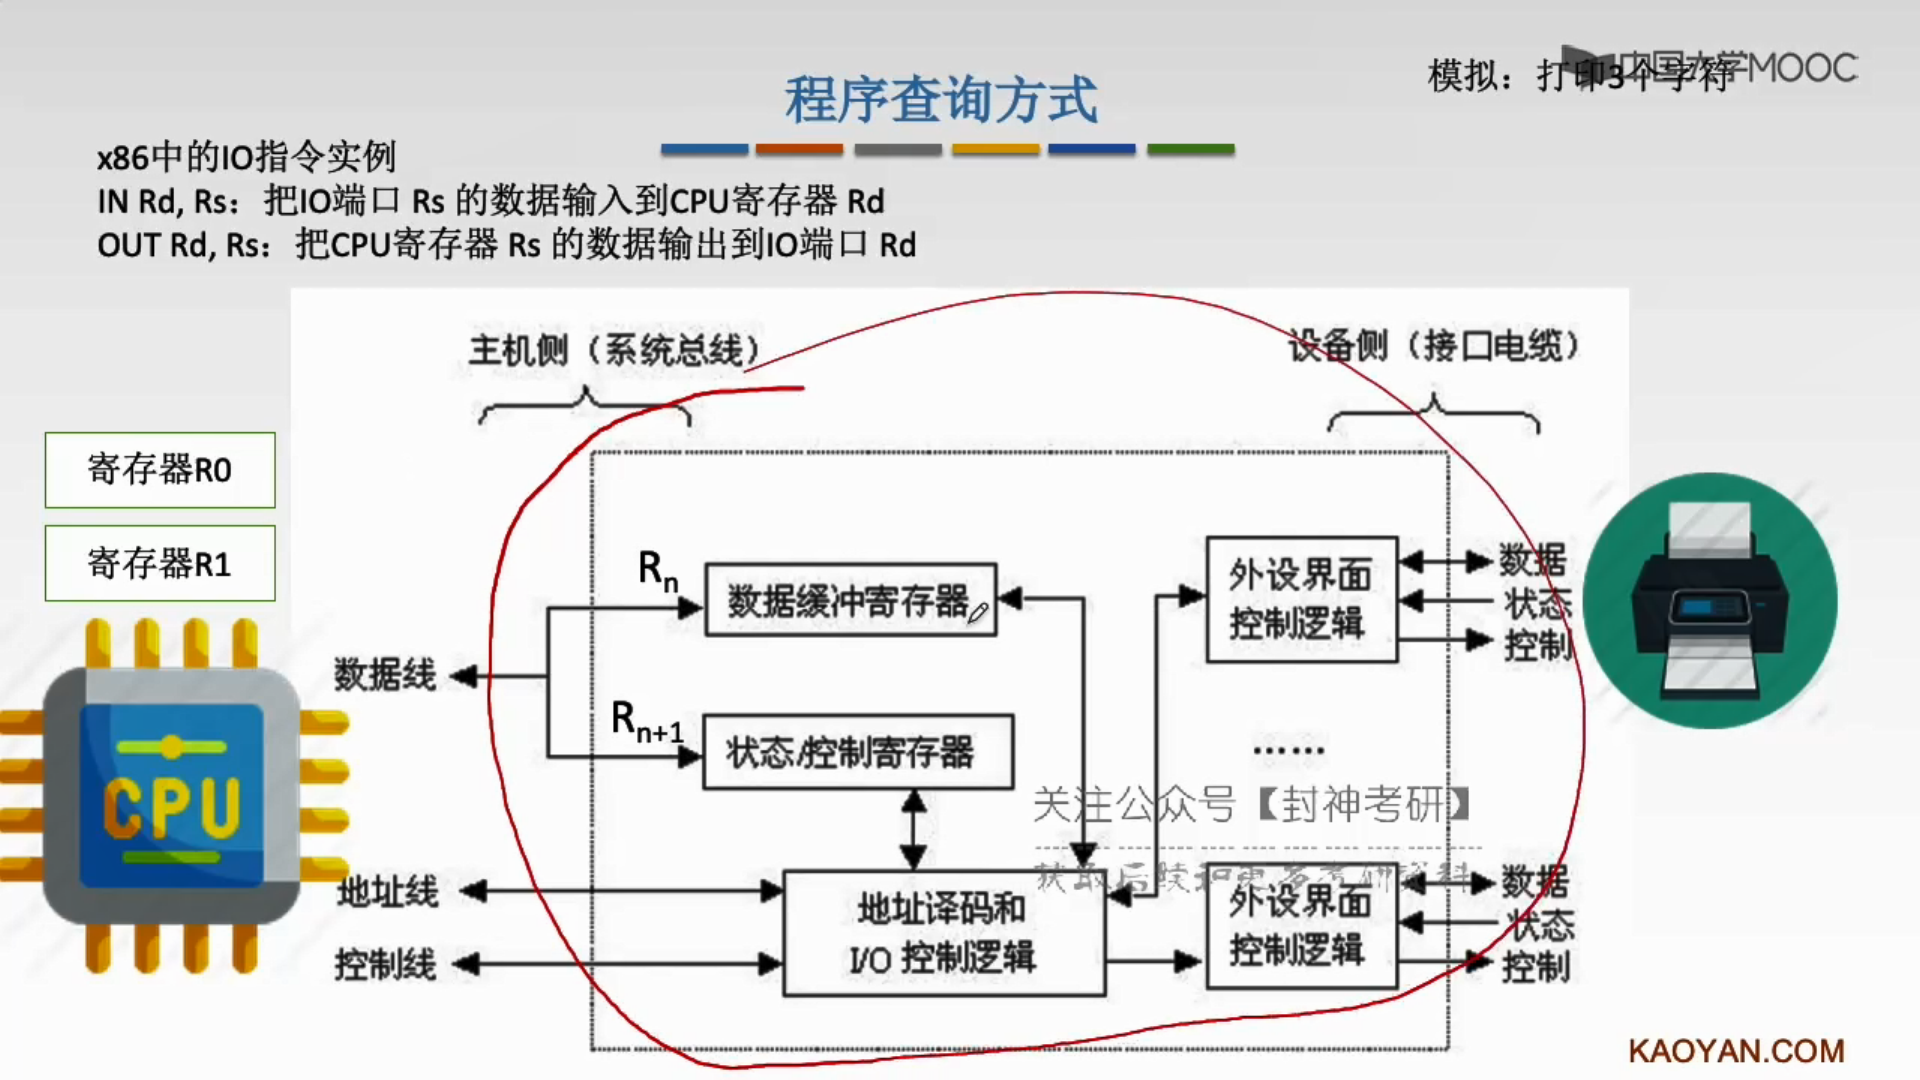 模拟：打印3个字符
中国大学MOOC
程序查询方式
x86中的IO指令实例
IN Rd, Rs：把IO端口 Rs 的数据输入到CPU寄存器 Rd
OUT Rd, Rs：把CPU寄存器 Rs 的数据输出到IO端口 Rd
主机侧（系统总线）
设备侧（接口电缆）
寄存器R0
寄存器R1
Rn
数据缓冲寄存器
外设界面
控制逻辑
数据
状态
控制
数据线
Rn+1
状态/控制寄存器
……
CPU
关注公众号【封神考研】
获取后续和更多考研资料
地址线
地址译码和
I/O 控制逻辑
外设界面
控制逻辑
数据
状态
控制
控制线
KAOYAN.COM